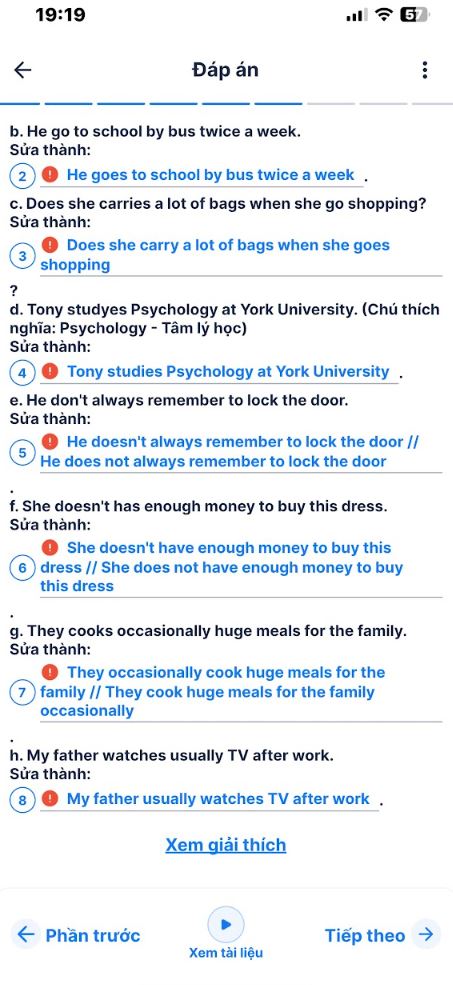 19:19
57
Đáp án
b. He go to school by bus twice a week.
Sửa thành:
2 ! He goes to school by bus twice a week .
c. Does she carries a lot of bags when she go shopping?
Sửa thành:
! Does she carry a lot of bags when she goes
3
shopping
?
d. Tony studyes Psychology at York University. (Chú thích
nghĩa: Psychology - Tâm lý học)
Sửa thành:
4 ! Tony studies Psychology at York University .
e. He don't always remember to lock the door.
Sửa thành:
! He doesn't always remember to lock the door //
5
He does not always remember to lock the door
.
f. She doesn't has enough money to buy this dress.
Sửa thành:
! She doesn't have enough money to buy this
6 dress // She does not have enough money to buy
this dress
.
g. They cooks occasionally huge meals for the family.
Sửa thành:
! They occasionally cook huge meals for the
7 family // They cook huge meals for the family
occasionally
.
h. My father watches usually TV after work.
Sửa thành:
8 ! My father usually watches TV after work .
Xem giải thích
Phần trước
Xem tài liệu
Tiếp theo